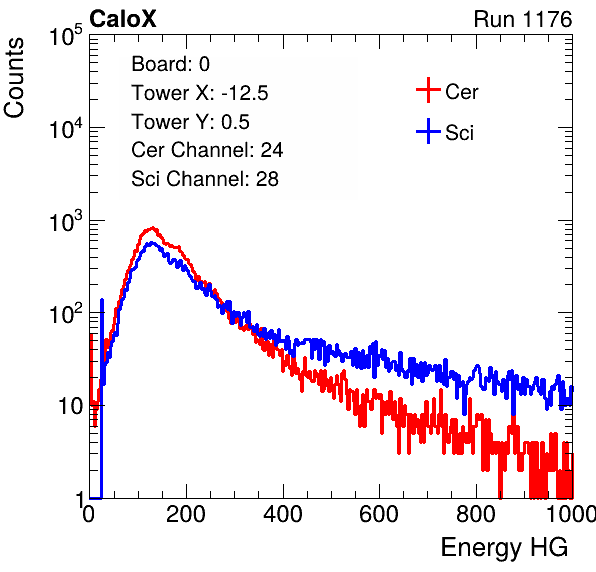 CaloX Run 1176
Counts
10^5
10^4
10^3
10^2
10
1
Board: 0
Tower X: -12.5
Tower Y: 0.5
Cer Channel: 24
Sci Channel: 28
Cer
Sci
0 200 400 600 800 1000
Energy HG